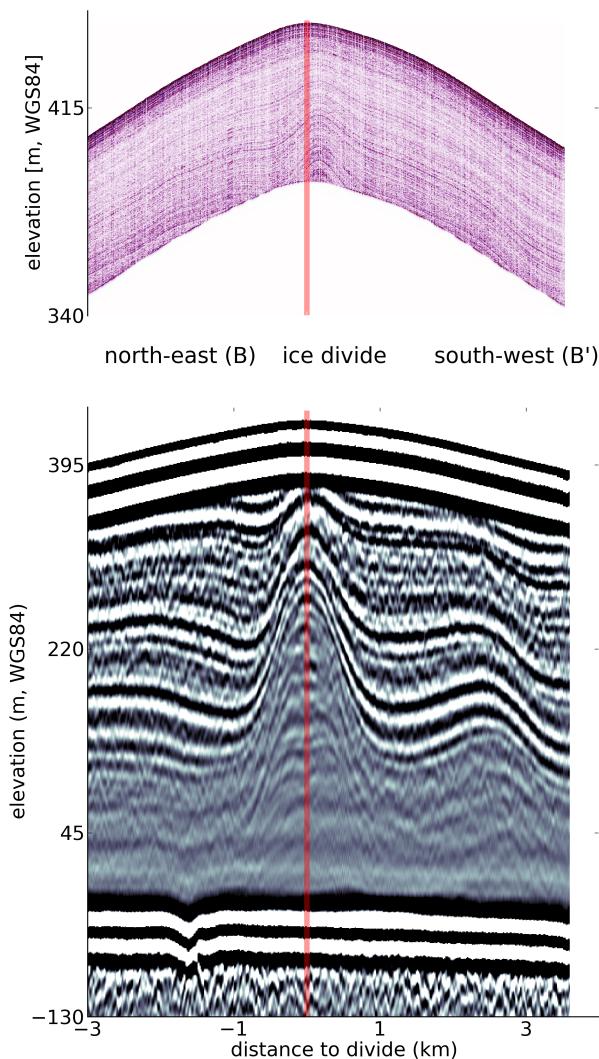 elevation [m, WGS84]
415
340
north-east (B) ice divide south-west (B')
elevation (m, WGS84)
395
220
45
−130
−3 −1 1 3
distance to divide (km)